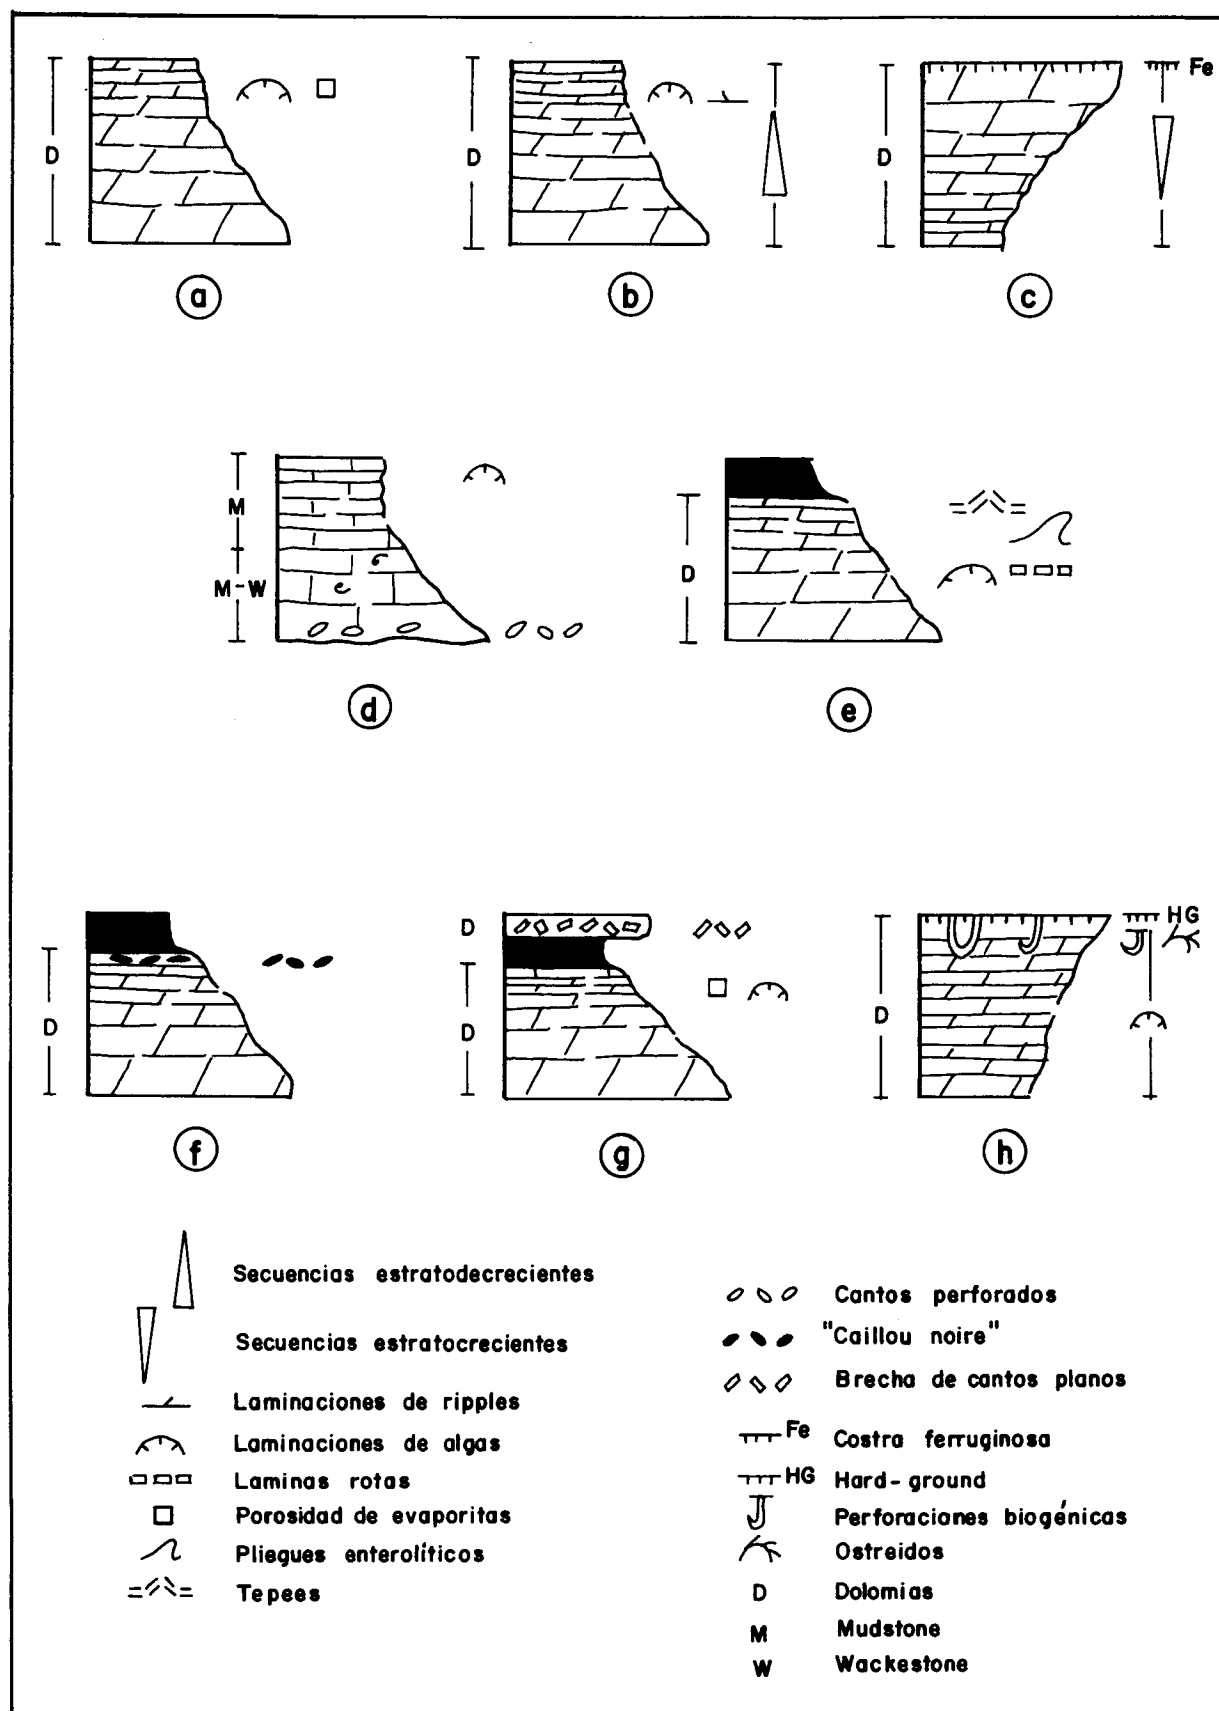 D
D
D
Fe
a
b
c
M
M-W
D
d
e
D
D
D
D
HG
f
g
h
Secuencias estratodecrecientes
Secuencias estratocrecientes
Laminaciones de ripples
Laminaciones de algas
Laminas rotas
Porosidad de evaporitas
Pliegues enterolíticos
Tepees
Cantos perforados
"Caillou noire"
Brecha de cantos planos
Fe Costra ferruginosa
HG Hard-ground
Perforaciones biogénicas
Ostreidos
D Dolomias
M Mudstone
W Wackestone